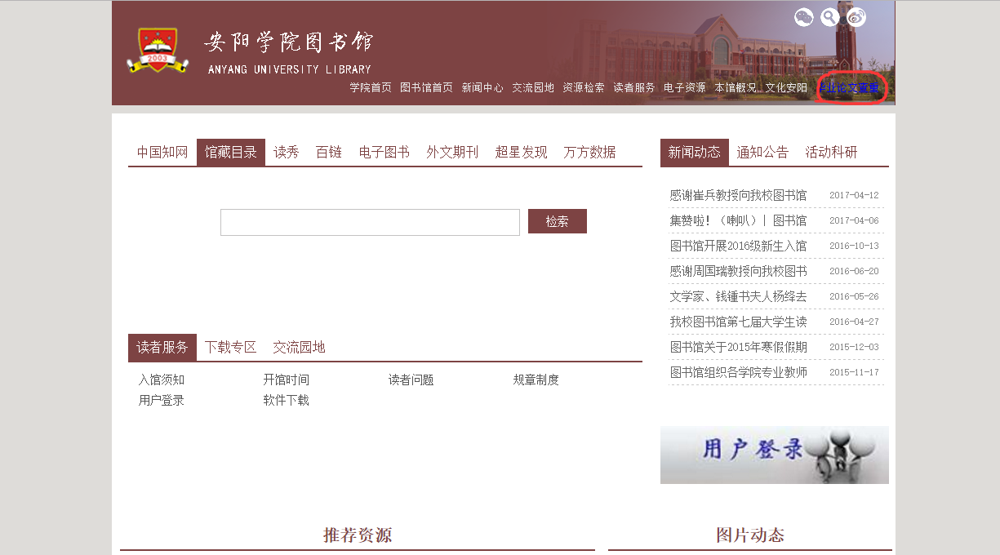 安阳学院图书馆
2003
ANYANG UNIVERSITY LIBRARY
学院首页 图书馆首页 新闻中心 交流园地 资源检索 读者服务 电子资源 本馆概况 文化安阳 毕业论文查重
中国知网 馆藏目录 读秀 百链 电子图书 外文期刊 超星发现 万方数据
检索
读者服务 下载专区 交流园地
入馆须知 开馆时间 读者问题 规章制度
用户登录 软件下载
新闻动态 通知公告 活动科研
感谢崔兵教授向我校图书馆 2017-04-12
集赞啦！（喇叭）| 图书馆 2017-04-06
图书馆开展2016级新生入馆 2016-10-13
感谢周国瑞教授向我校图书 2016-06-20
文学家、钱锺书夫人杨绛去 2016-05-26
我校图书馆第七届大学生读 2016-04-27
图书馆关于2015年寒假假期 2015-12-03
图书馆组织各学院专业教师 2015-11-17
用户登录
推荐资源
图片动态